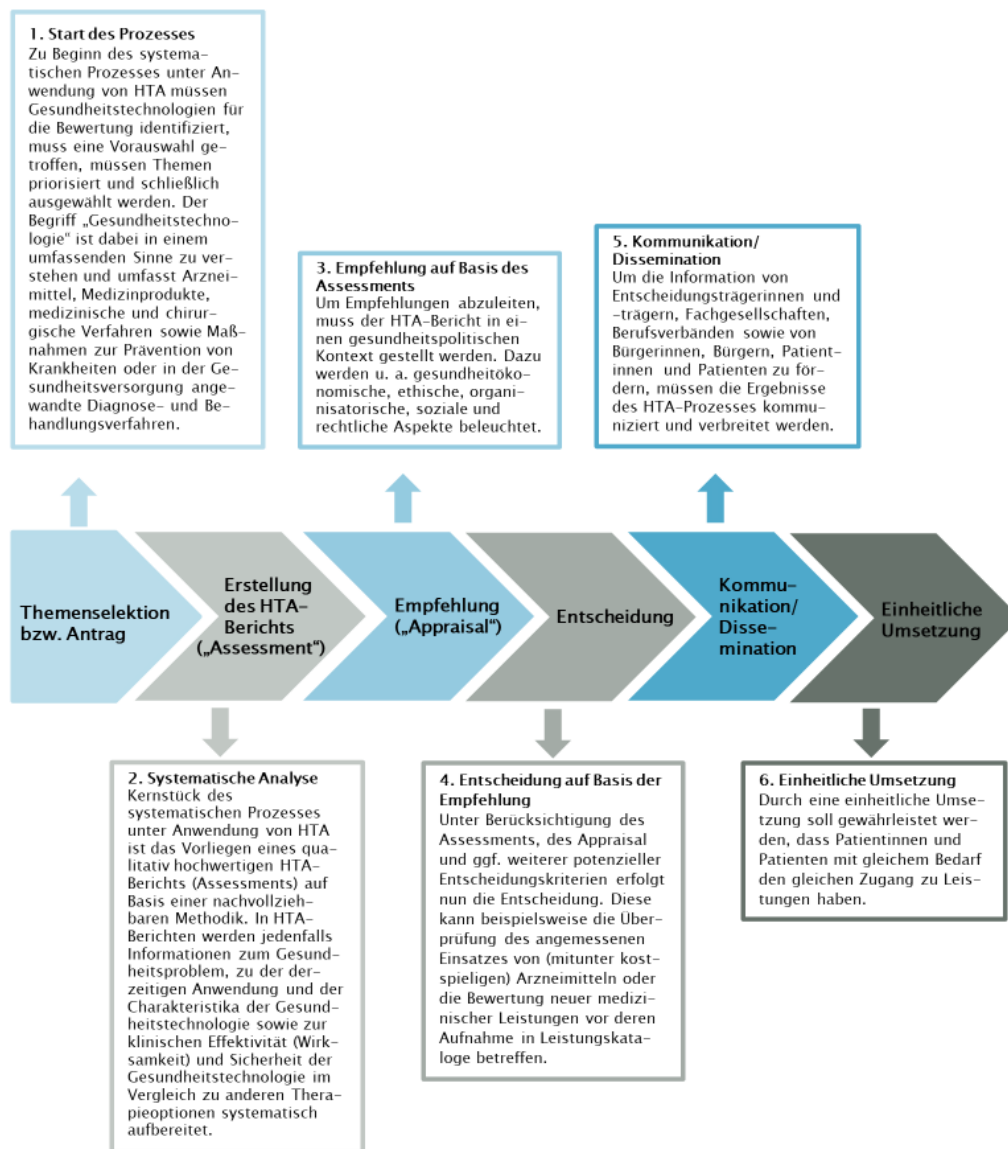 1. Start des Prozesses
Zu Beginn des systema-
tischen Prozesses unter An-
wendung von HTA müssen
Gesundheitstechnologien für
die Bewertung identifiziert,
muss eine Vorauswahl ge-
troffen, müssen Themen
priorisiert und schließlich
ausgewählt werden. Der
Begriff „Gesundheitstechno-
logie“ ist dabei in einem
umfassenden Sinne zu ver-
stehen und umfasst Arznei-
mittel, Medizinprodukte,
medizinische und chirur-
gische Verfahren sowie Maß-
nahmen zur Prävention von
Krankheiten oder in der Ge-
sundheitsversorgung ange-
wandte Diagnose- und Be-
handlungsverfahren.
3. Empfehlung auf Basis des
Assessments
Um Empfehlungen abzuleiten,
muss der HTA-Bericht in ei-
nen gesundheitspolitischen
Kontext gestellt werden. Dazu
werden u. a. gesundheitöko-
nomische, ethische, organi-
satorische, soziale und
rechtliche Aspekte beleuchtet.
5. Kommunikation/
Dissemination
Um die Information von
Entscheidungsträgerinnen und
-trägern, Fachgesellschaften,
Berufsverbänden sowie von
Bürgerinnen, Bürgern, Patient-
innen und Patienten zu för-
dern, müssen die Ergebnisse
des HTA-Prozesses kommu-
niziert und verbreitet werden.
Themenselektion
bzw. Antrag
Erstellung
des HTA-
Berichts
(„Assessment“)
Empfehlung
(„Appraisal“)
Entscheidung
Kommu-
nikation/
Disse-
mination
Einheitliche
Umsetzung
2. Systematische Analyse
Kernstück des
systematischen Prozesses
unter Anwendung von HTA
ist das Vorliegen eines qua-
litativ hochwertigen HTA-
Berichts (Assessments) auf
Basis einer nachvollzieh-
baren Methodik. In HTA-
Berichten werden jedenfalls
Informationen zum Gesund-
heitsproblem, zu der der-
zeitigen Anwendung und der
Charakteristika der Gesund-
heitstechnologie sowie zur
klinischen Effektivität (Wirk-
samkeit) und Sicherheit der
Gesundheitstechnologie im
Vergleich zu anderen Thera-
pieoptionen systematisch
aufbereitet.
4. Entscheidung auf Basis der
Empfehlung
Unter Berücksichtigung des
Assessments, des Appraisal
und ggf. weiterer potenzieller
Entscheidungskriterien erfolgt
nun die Entscheidung. Diese
kann beispielsweise die Über-
prüfung des angemessenen
Einsatzes von (mitunter kost-
spieligen) Arzneimitteln oder
die Bewertung neuer medizi-
nischer Leistungen vor deren
Aufnahme in Leistungskata-
loge betreffen.
6. Einheitliche Umsetzung
Durch eine einheitliche Umset-
zung soll gewährleistet wer-
den, dass Patientinnen und
Patienten mit gleichem Bedarf
den gleichen Zugang zu Leis-
tungen haben.